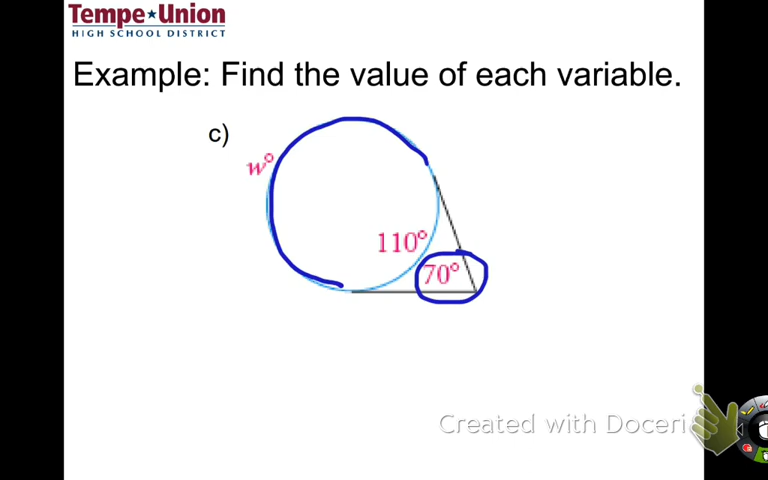 Tempe★Union
HIGH SCHOOL DISTRICT
Example: Find the value of each variable.
c)
w°
110°
70°
Created with Doceri